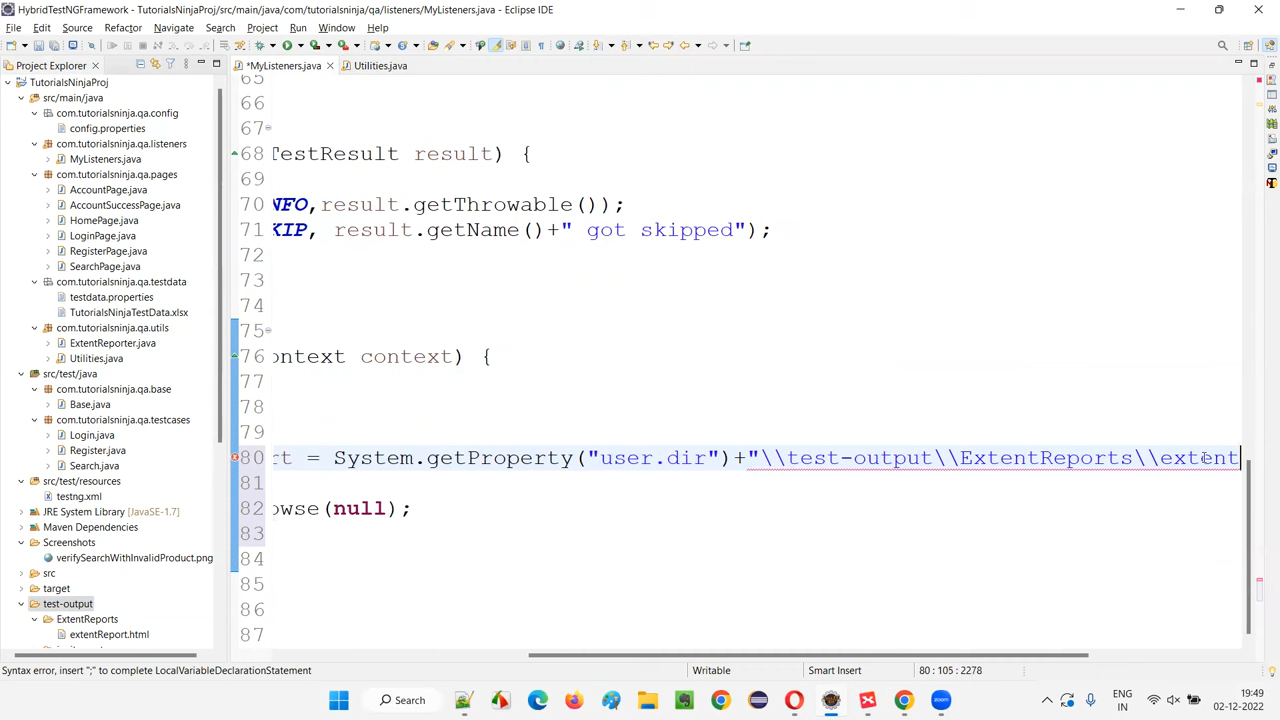 HybridTestNGFramework - TutorialsNinjaProj/src/main/java/com/tutorialsninja/qa/listeners/MyListeners.java - Eclipse IDE
File Edit Source Refactor Navigate Search Project Run Window Help
Project Explorer
*MyListeners.java
Utilities.java
TutorialsNinjaProj
src/main/java
com.tutorialsninja.qa.config
config.properties
com.tutorialsninja.qa.listeners
MyListeners.java
com.tutorialsninja.qa.pages
AccountPage.java
AccountSuccessPage.java
HomePage.java
LoginPage.java
RegisterPage.java
SearchPage.java
com.tutorialsninja.qa.testdata
testdata.properties
TutorialsNinjaTestData.xlsx
com.tutorialsninja.qa.utils
ExtentReporter.java
Utilities.java
src/test/java
com.tutorialsninja.qa.base
Base.java
com.tutorialsninja.qa.testcases
Login.java
Register.java
Search.java
src/test/resources
testng.xml
JRE System Library [JavaSE-1.7]
Maven Dependencies
Screenshots
verifySearchWithInvalidProduct.png
src
target
test-output
ExtentReports
extentReport.html
65
66
67
68 TestResult result) {
69
70 NFO,result.getThrowable());
71 KIP, result.getName()+" got skipped");
72
73
74
75
76 ontext context) {
77
78
79
80 rt = System.getProperty("user.dir")+"\\test-output\\ExtentReports\\extent
81
82 owse(null);
83
84
85
86
87
Syntax error, insert ";" to complete LocalVariableDeclarationStatement
Writable
Smart Insert
80 : 105 : 2278
Search
ENG
IN
19:49
02-12-2022